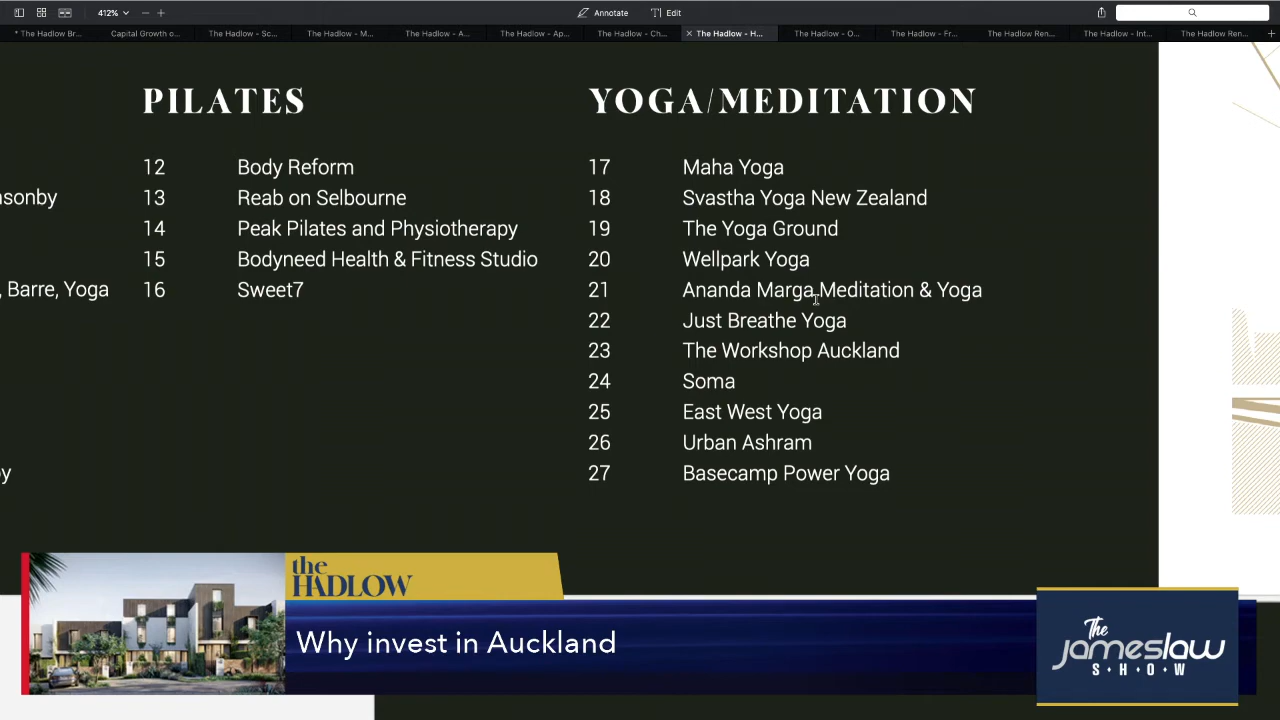 412%
Annotate
Edit
* The Hadlow Br...
Capital Growth o...
The Hadlow - Sc...
The Hadlow - M...
The Hadlow - A...
The Hadlow - Ap...
The Hadlow - Ch...
The Hadlow - H...
The Hadlow - O...
The Hadlow - Fr...
The Hadlow Ren...
The Hadlow - Int...
The Hadlow Ren...
PILATES
12 Body Reform
nsonby 13 Reab on Selbourne
14 Peak Pilates and Physiotherapy
15 Bodyneed Health & Fitness Studio
, Barre, Yoga 16 Sweet7
YOGA/MEDITATION
17 Maha Yoga
18 Svastha Yoga New Zealand
19 The Yoga Ground
20 Wellpark Yoga
21 Ananda Marga Meditation & Yoga
22 Just Breathe Yoga
23 The Workshop Auckland
24 Soma
25 East West Yoga
26 Urban Ashram
27 Basecamp Power Yoga
the
HADLOW
Why invest in Auckland
The
jameslaw
SHOW